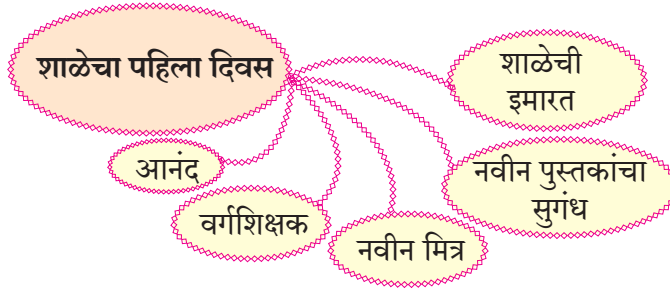 शाळेचा पहिला दिवस
शाळेची
इमारत
आनंद
नवीन पुस्तकांचा
सुगंध
वर्गशिक्षक
नवीन मित्र